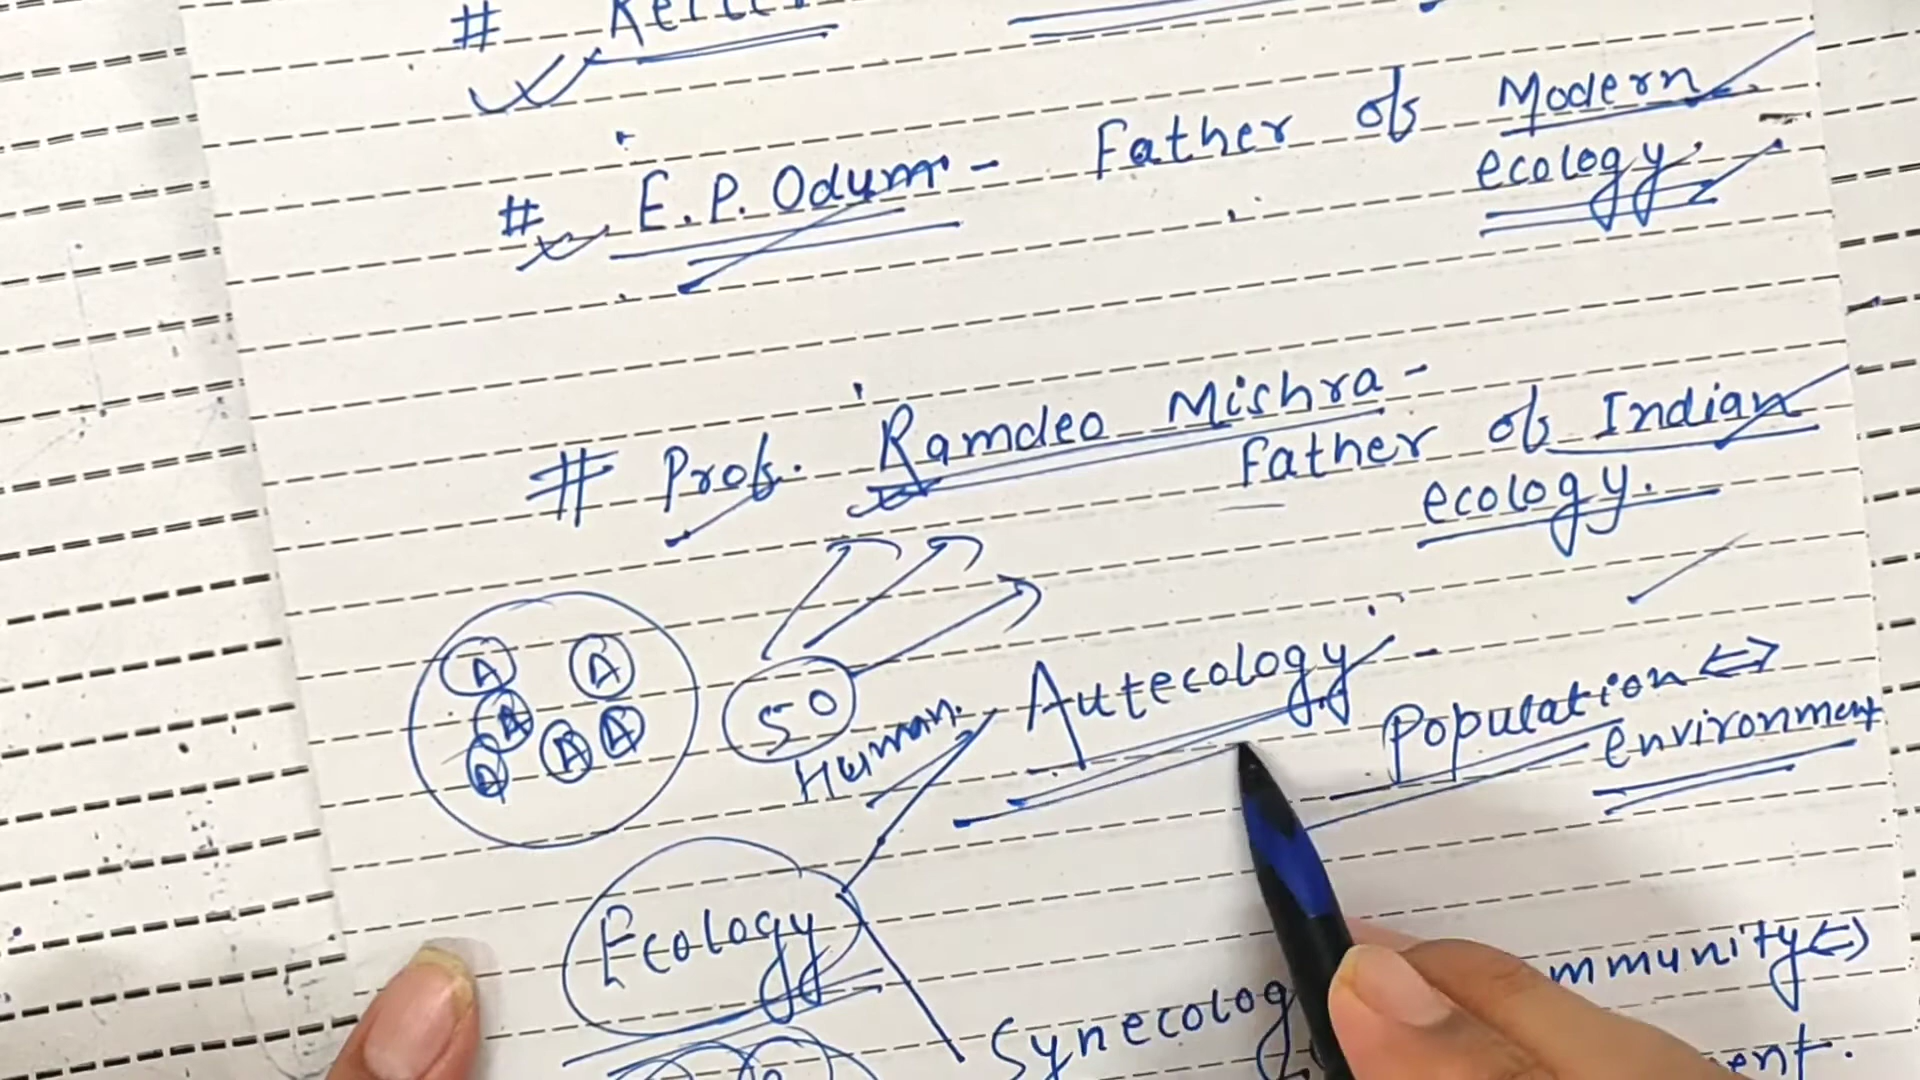 #
# E.P. Odum - Father of Modern
ecology.
# Prof. Ramdeo Mishra -
Father of Indian
ecology.
A A
A A A
A
50
Human.
Autecology -
Population ⇔
environment
Ecology
Synecolog
mmunity ⇔
ent.